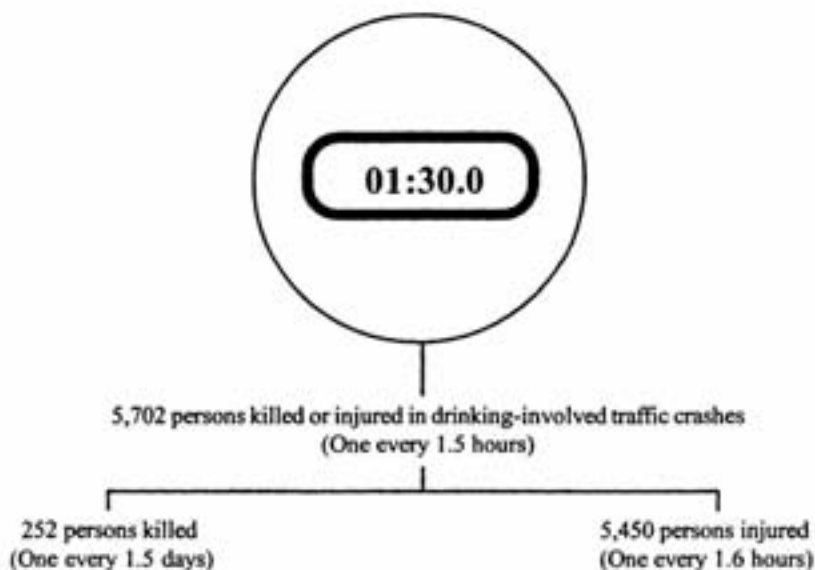 01:30.0
5,702 persons killed or injured in drinking-involved traffic crashes
(One every 1.5 hours)
252 persons killed
(One every 1.5 days)
5,450 persons injured
(One every 1.6 hours)